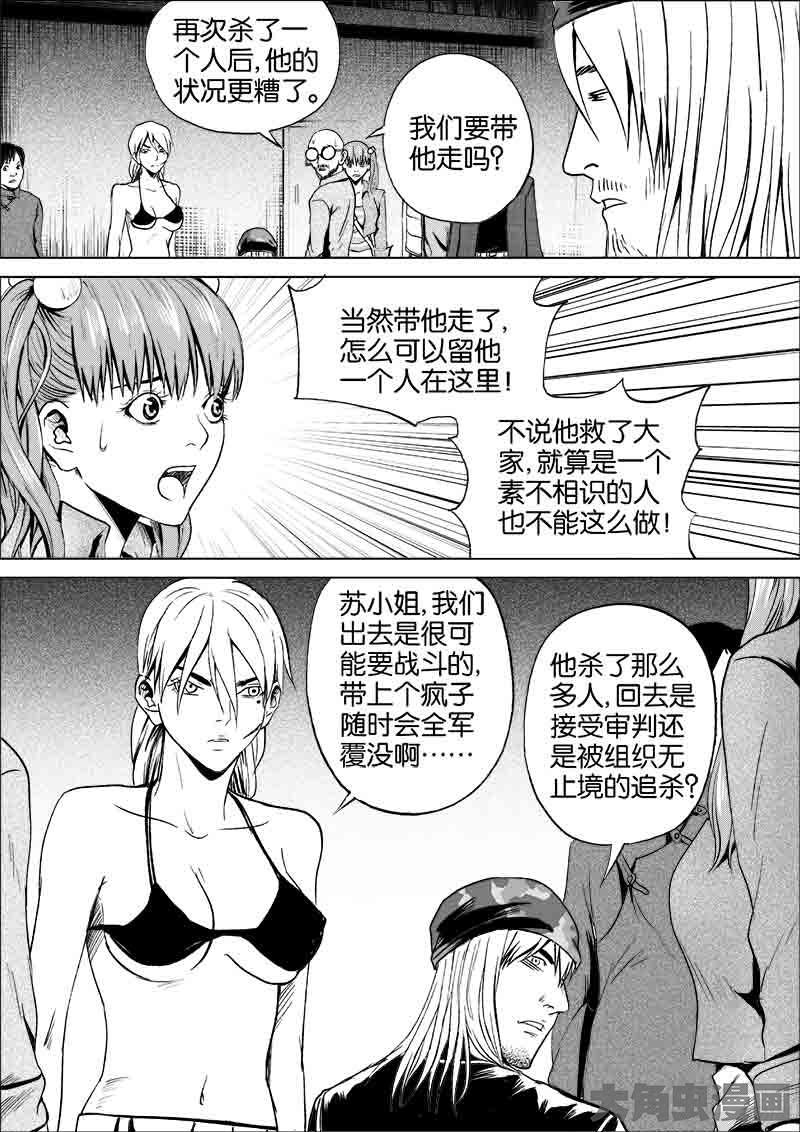 再次杀了一
个人后,他的
状况更糟了。
我们要带
他走吗?
当然带他走了,
怎么可以留他
一个人在这里!
不说他救了大
家,就算是一个
素不相识的人
也不能这么做!
苏小姐,我们
出去是很可
能要战斗的,
带上个疯子
随时会全军
覆没啊……
他杀了那么
多人,回去是
接受审判还
是被组织无
止境的追杀?
大角虫漫画